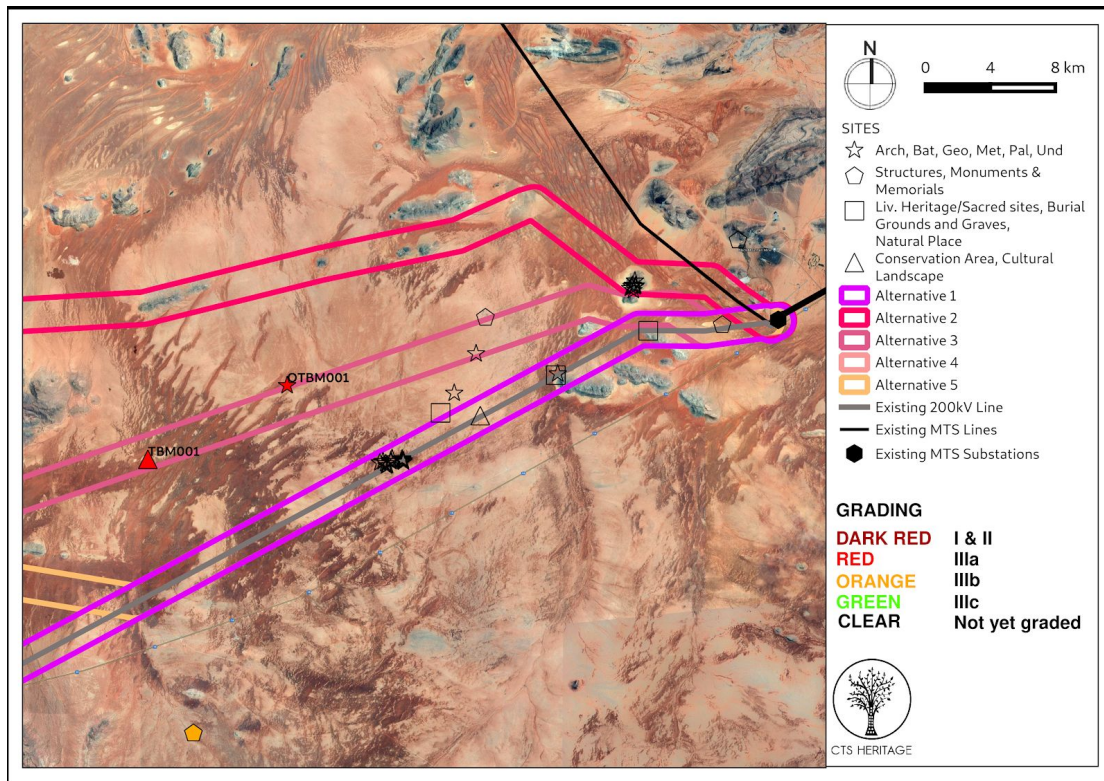 N
0 4 8 km
SITES
Arch, Bat, Geo, Met, Pal, Und
Structures, Monuments &
Memorials
Liv. Heritage/Sacred sites, Burial
Grounds and Graves,
Natural Place
Conservation Area, Cultural
Landscape
Alternative 1
Alternative 2
Alternative 3
Alternative 4
Alternative 5
Existing 200kV Line
Existing MTS Lines
Existing MTS Substations
GRADING
DARK RED I & II
RED IIIa
ORANGE IIIb
GREEN IIIc
CLEAR Not yet graded
CTS HERITAGE
QTBM001
TBM001